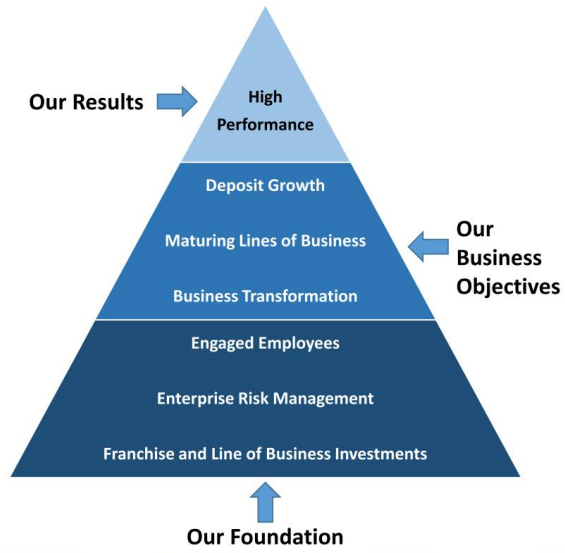 Our Results
High
Performance
Deposit Growth
Maturing Lines of Business
Business Transformation
Our
Business
Objectives
Engaged Employees
Enterprise Risk Management
Franchise and Line of Business Investments
Our Foundation